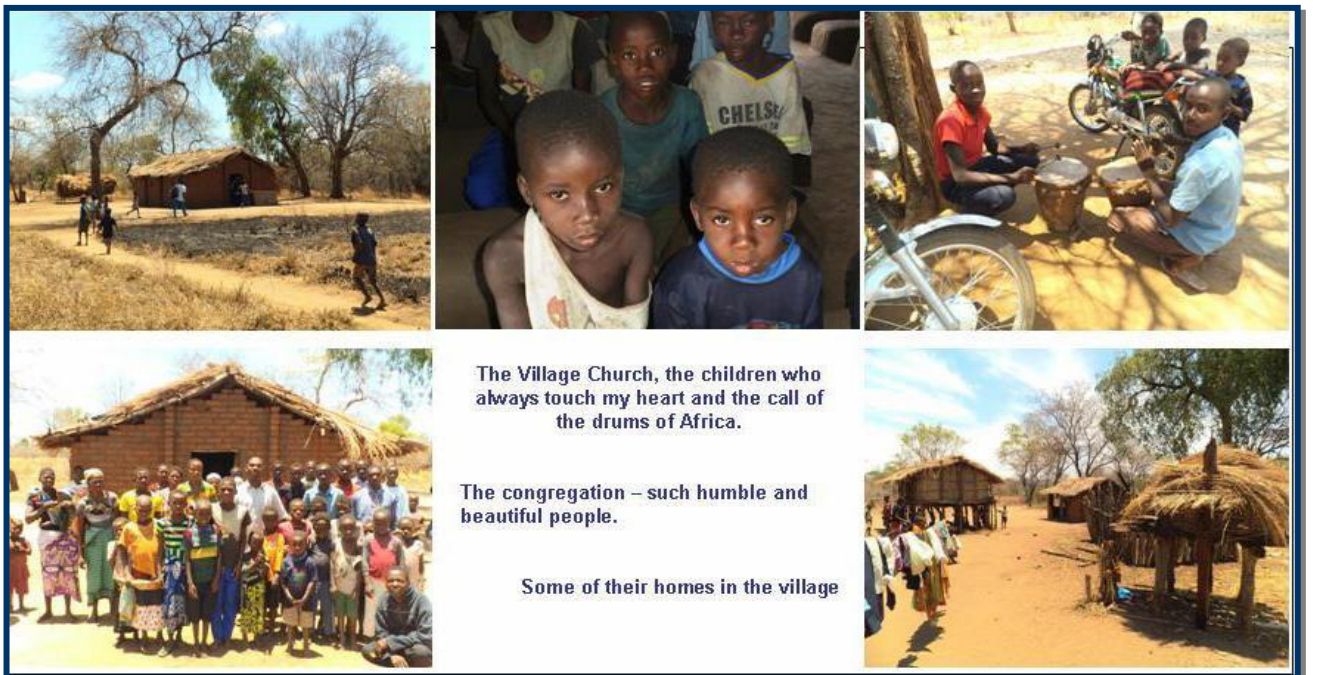 CHELSEA
The Village Church, the children who
always touch my heart and the call of
the drums of Africa.
The congregation – such humble and
beautiful people.
Some of their homes in the village